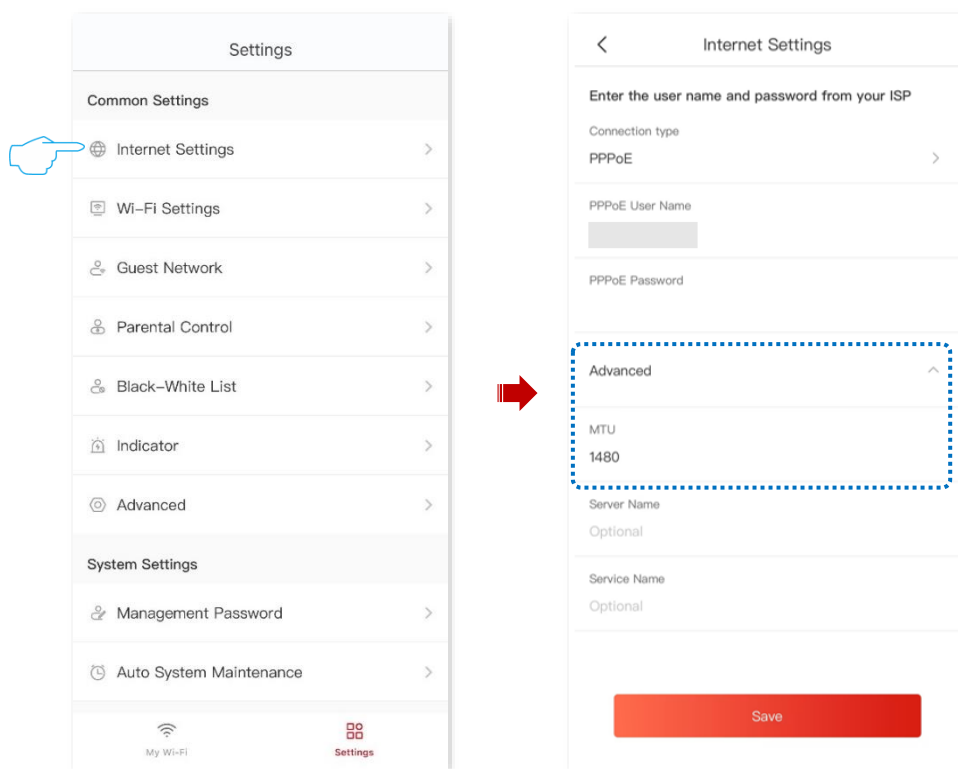 Settings
Common Settings
Internet Settings
Wi-Fi Settings
Guest Network
Parental Control
Black-White List
Indicator
Advanced
System Settings
Management Password
Auto System Maintenance
My Wi-Fi
Settings
Internet Settings
Enter the user name and password from your ISP
Connection type
PPPoE
PPPoE User Name
PPPoE Password
Advanced
MTU
1480
Server Name
Optional
Service Name
Optional
Save